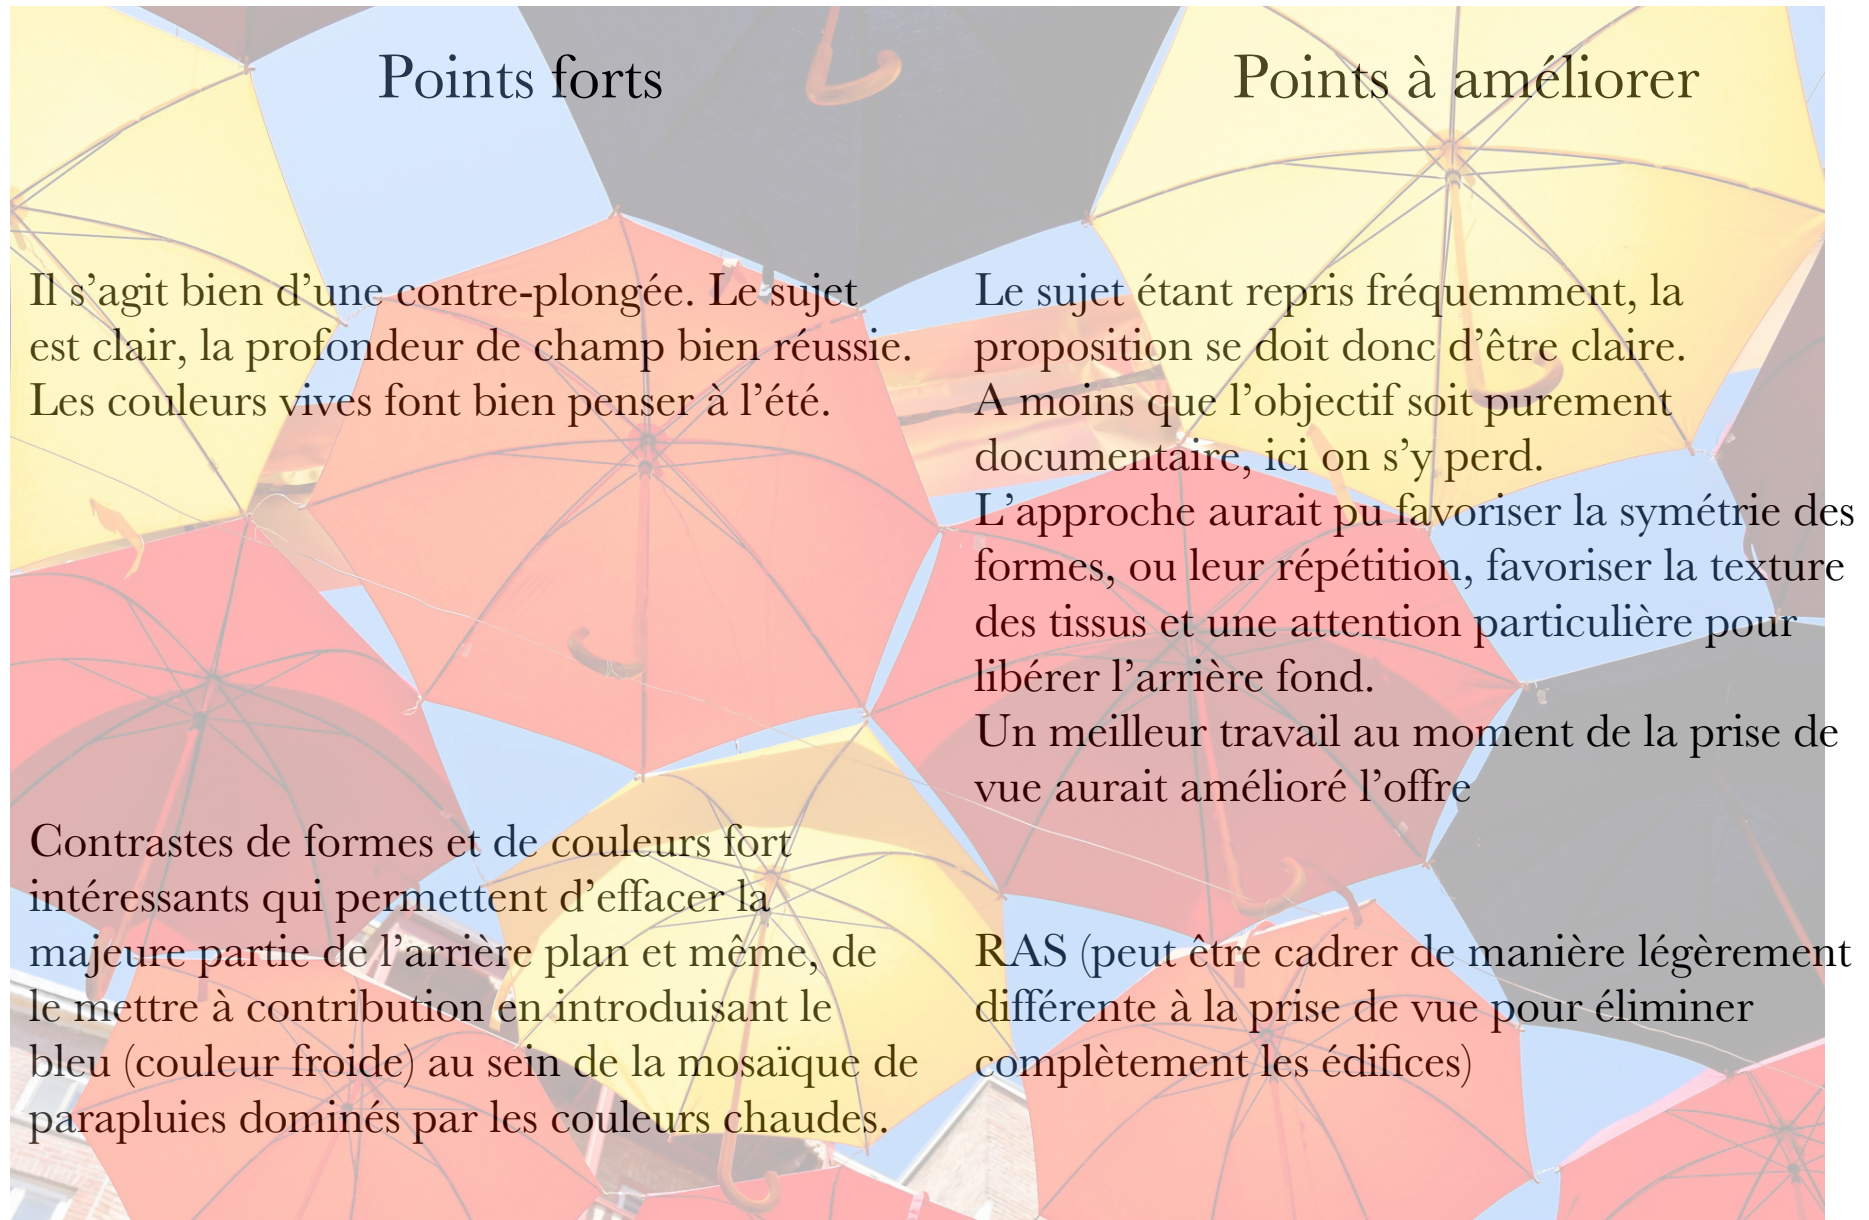 Points forts
Il s’agit bien d’une contre-plongée. Le sujet
est clair, la profondeur de champ bien réussie.
Les couleurs vives font bien penser à l’été.
Contrastes de formes et de couleurs fort
intéressants qui permettent d’effacer la
majeure partie de l’arrière plan et même, de
le mettre à contribution en introduisant le
bleu (couleur froide) au sein de la mosaïque de
parapluies dominés par les couleurs chaudes.
Points à améliorer
Le sujet étant repris fréquemment, la
proposition se doit donc d’être claire.
A moins que l’objectif soit purement
documentaire, ici on s’y perd.
L’approche aurait pu favoriser la symétrie des
formes, ou leur répétition, favoriser la texture
des tissus et une attention particulière pour
libérer l’arrière fond.
Un meilleur travail au moment de la prise de
vue aurait amélioré l’offre
RAS (peut être cadrer de manière légèrement
différente à la prise de vue pour éliminer
complètement les édifices)